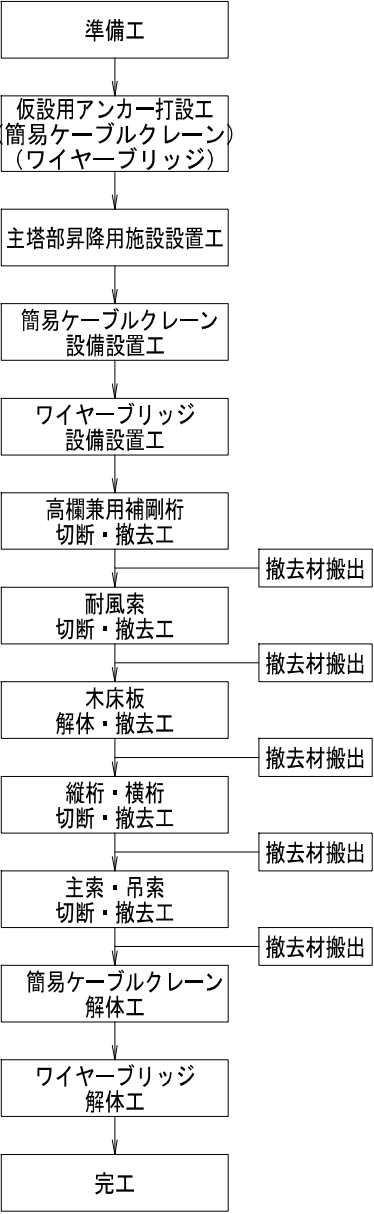 準備工
仮設用アンカー打設工
(簡易ケーブルクレーン)
(ワイヤーブリッジ)
主塔部昇降用施設設置工
簡易ケーブルクレーン
設備設置工
ワイヤーブリッジ
設備設置工
高欄兼用補剛桁
切断・撤去工
撤去材搬出
耐風索
切断・撤去工
撤去材搬出
木床板
解体・撤去工
撤去材搬出
縦桁・横桁
切断・撤去工
撤去材搬出
主索・吊索
切断・撤去工
撤去材搬出
簡易ケーブルクレーン
解体工
ワイヤーブリッジ
解体工
完工